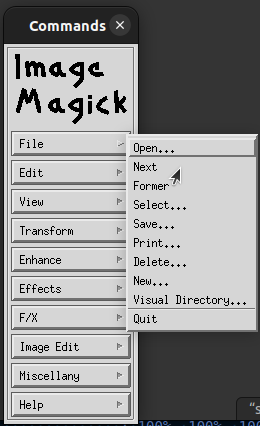 Commands
Image
Magick
File
Edit
View
Transform
Enhance
Effects
F/X
Image Edit
Miscellany
Help
Open...
Next
Former
Select...
Save...
Print...
Delete...
New...
Visual Directory...
Quit
"s
100% 100% 100